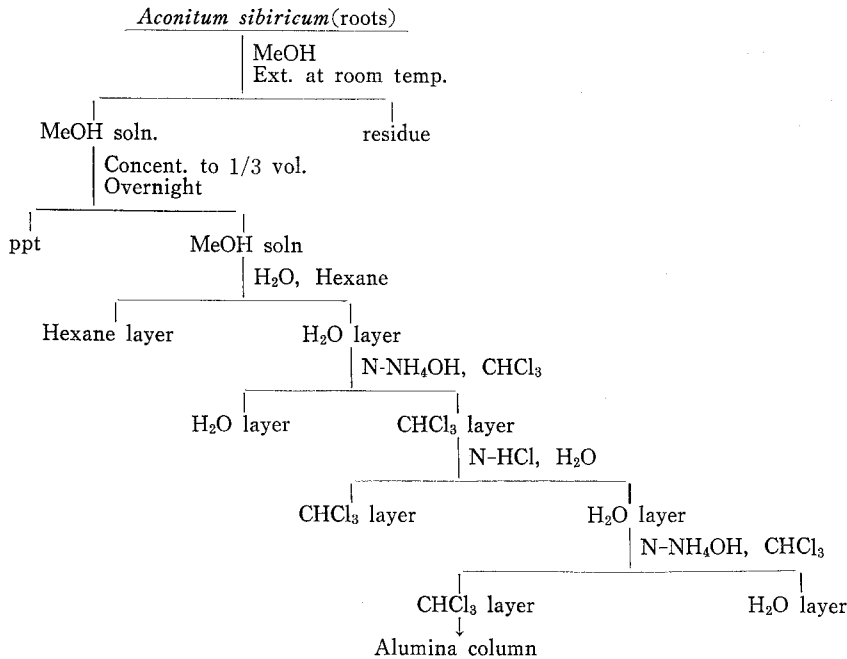 Aconitum sibiricum(roots)
MeOH
Ext. at room temp.
MeOH soln.
residue
Concent. to 1/3 vol.
Overnight
ppt
MeOH soln
H₂O, Hexane
Hexane layer
H₂O layer
N-NH₄OH, CHCl₃
H₂O layer
CHCl₃ layer
N-HCl, H₂O
CHCl₃ layer
H₂O layer
N-NH₄OH, CHCl₃
CHCl₃ layer
H₂O layer
↓
Alumina column